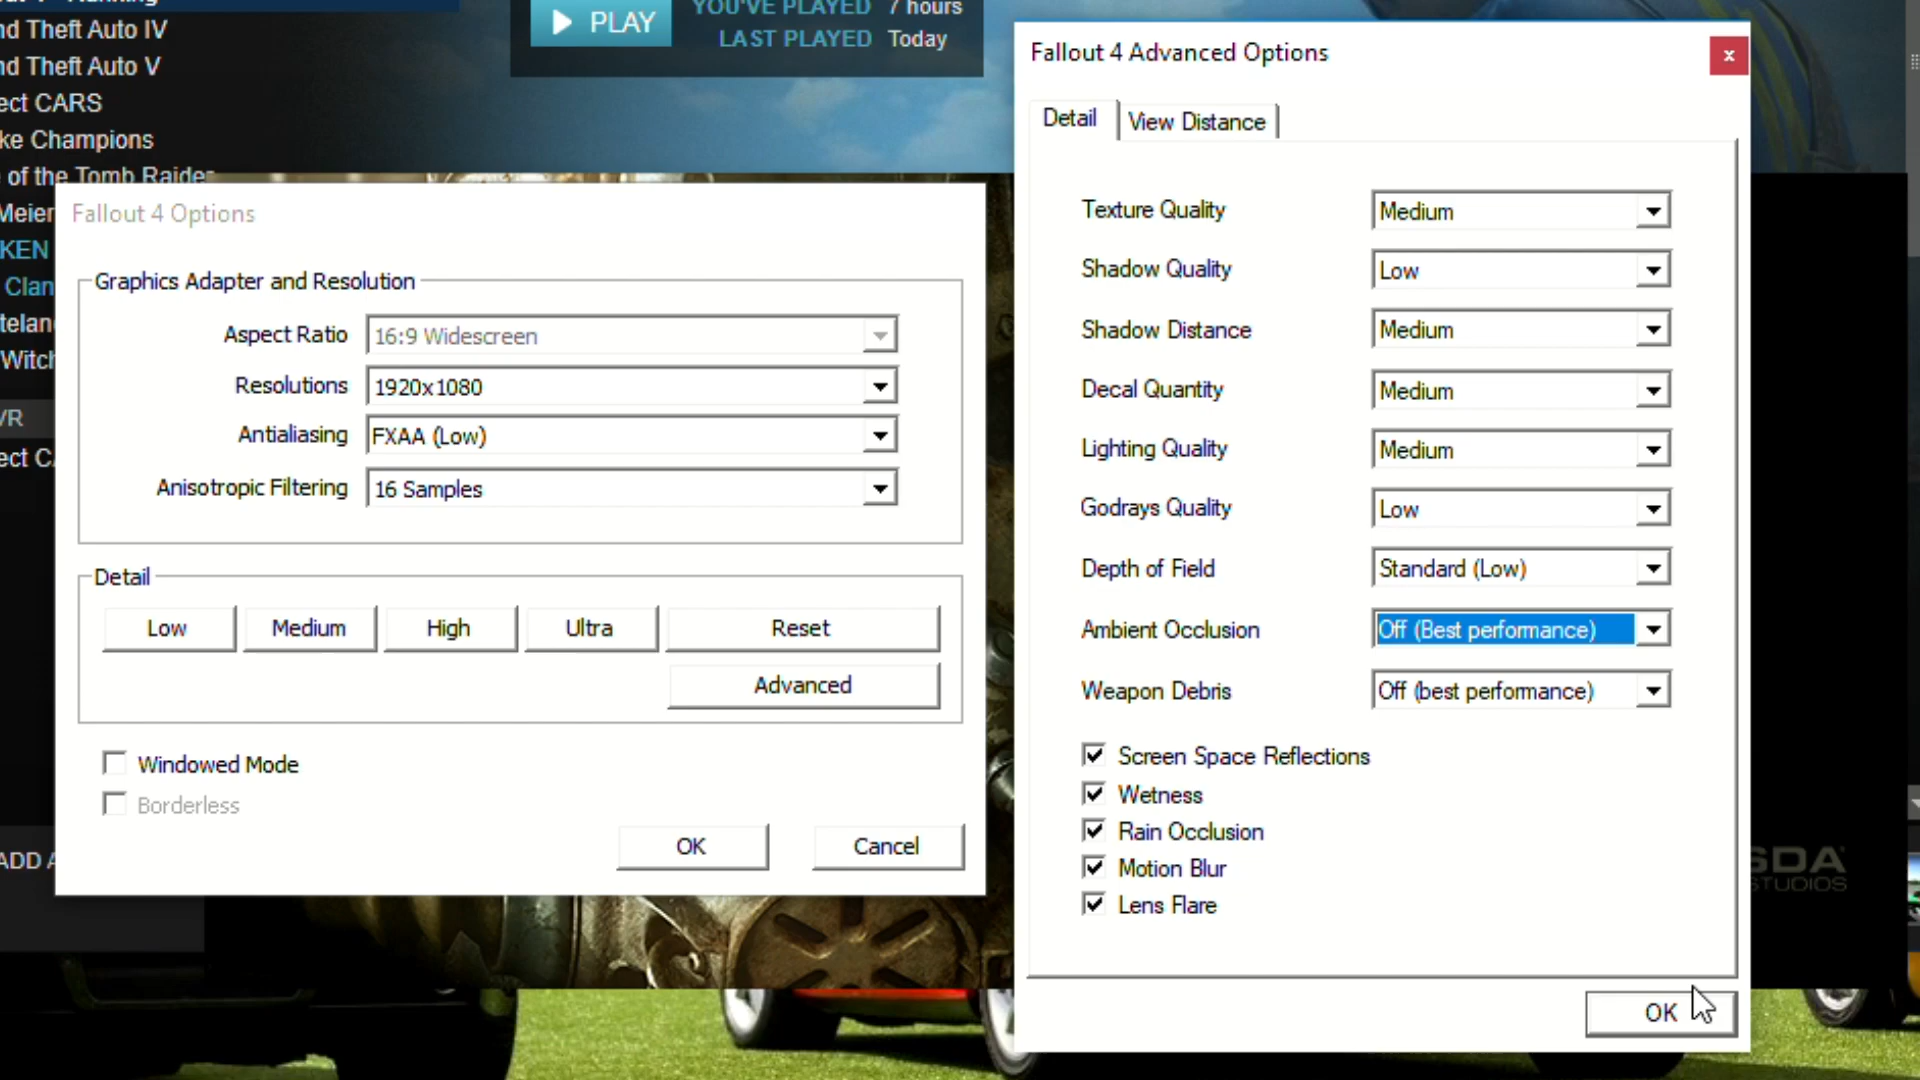 nd Theft Auto IV
nd Theft Auto V
ect CARS
ke Champions
of the Tomb Raider
Meier
KEN
Clan
telan
Witch
VR
ect C
ADD A
PLAY
YOU'VE PLAYED 7 hours
LAST PLAYED Today
Fallout 4 Options
Graphics Adapter and Resolution
Aspect Ratio 16:9 Widescreen
Resolutions 1920x1080
Antialiasing FXAA (Low)
Anisotropic Filtering 16 Samples
Detail
Low Medium High Ultra Reset
Advanced
Windowed Mode
Borderless
OK Cancel
Fallout 4 Advanced Options
x
Detail View Distance
Texture Quality Medium
Shadow Quality Low
Shadow Distance Medium
Decal Quantity Medium
Lighting Quality Medium
Godrays Quality Low
Depth of Field Standard (Low)
Ambient Occlusion Off (Best performance)
Weapon Debris Off (best performance)
Screen Space Reflections
Wetness
Rain Occlusion
Motion Blur
Lens Flare
OK
SDA
STUDIOS